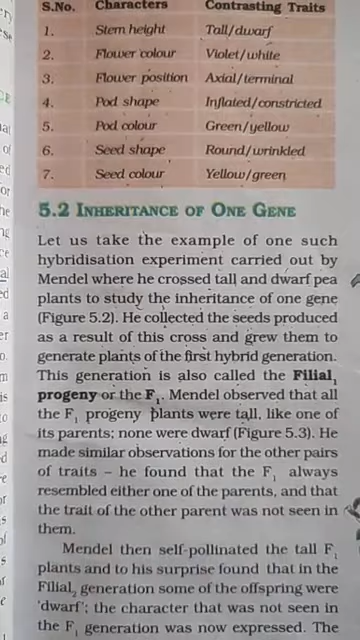 S.No. Characters Contrasting Traits
1. Stem height Tall/dwarf
2. Flower colour Violet/white
3. Flower position Axial/terminal
4. Pod shape Inflated/constricted
5. Pod colour Green/yellow
6. Seed shape Round/wrinkled
7. Seed colour Yellow/green
5.2 INHERITANCE OF ONE GENE
Let us take the example of one such
hybridisation experiment carried out by
Mendel where he crossed tall and dwarf pea
plants to study the inheritance of one gene
(Figure 5.2). He collected the seeds produced
as a result of this cross and grew them to
generate plants of the first hybrid generation.
This generation is also called the Filial₁
progeny or the F₁. Mendel observed that all
the F₁ progeny plants were tall, like one of
its parents; none were dwarf (Figure 5.3). He
made similar observations for the other pairs
of traits – he found that the F₁ always
resembled either one of the parents, and that
the trait of the other parent was not seen in
them.
Mendel then self-pollinated the tall F₁
plants and to his surprise found that in the
Filial₂ generation some of the offspring were
'dwarf'; the character that was not seen in
the F₁ generation was now expressed. The